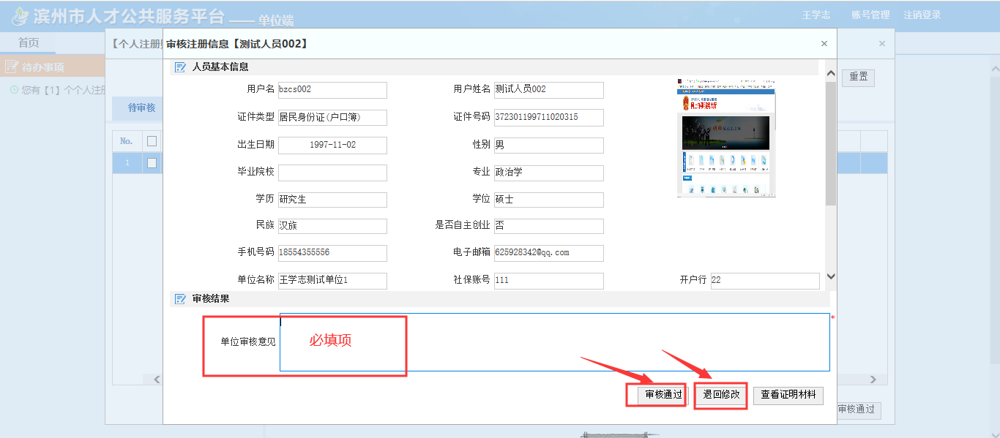 滨州市人才公共服务平台 —— 单位端
王学志 账号管理 注销登录
首页
待办事项
您有【1】个个人注册
【个人注册
重置
待审核
No.
1
审核通过
审核注册信息【测试人员002】
人员基本信息
用户名 bzcs002 用户姓名 测试人员002
证件类型 居民身份证(户口簿) 证件号码 372301199711020315
出生日期 1997-11-02 性别 男
毕业院校 专业 政治学
学历 研究生 学位 硕士
民族 汉族 是否自主创业 否
手机号码 18554355556 电子邮箱 625928342@qq.com
单位名称 王学志测试单位1 社保账号 111 开户行 22
审核结果
单位审核意见 必填项 *
审核通过 退回修改 查看证明材料